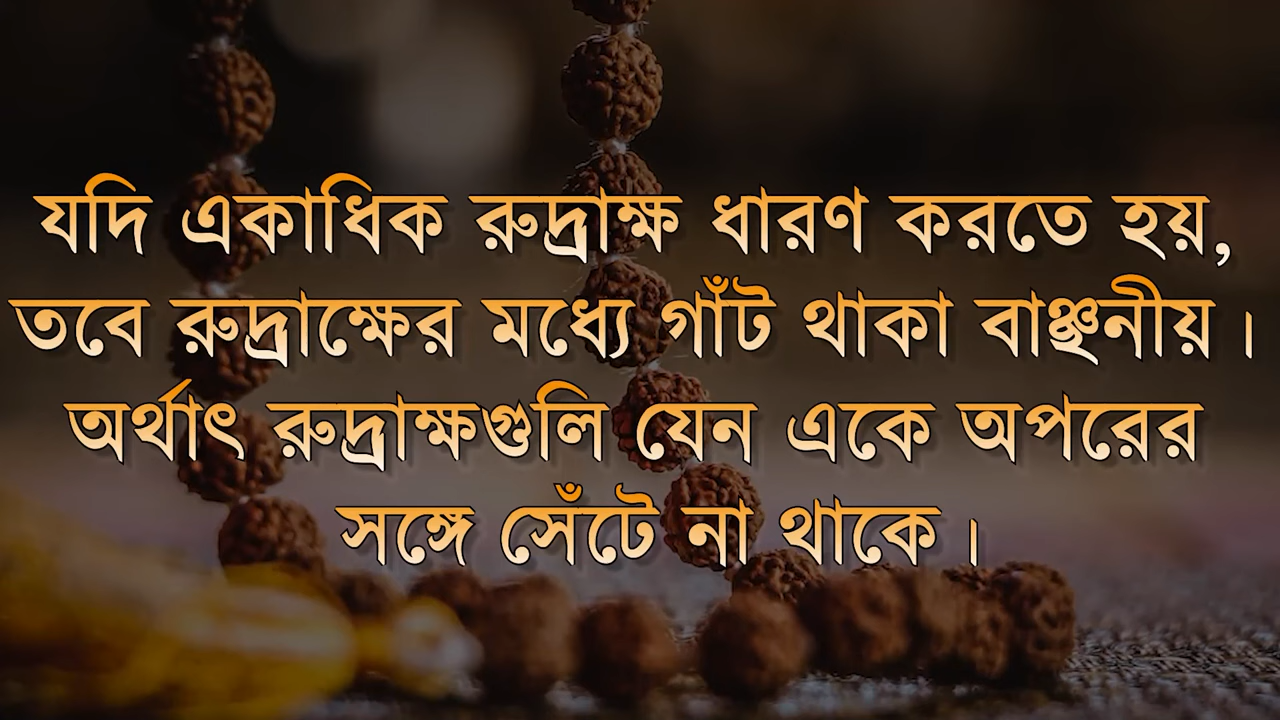 যদি একাধিক রুদ্রাক্ষ ধারণ করতে হয়,
তবে রুদ্রাক্ষের মধ্যে গাঁট থাকা বাঞ্ছনীয়।
অর্থাৎ রুদ্রাক্ষগুলি যেন একে অপরের
সঙ্গে সেঁটে না থাকে।